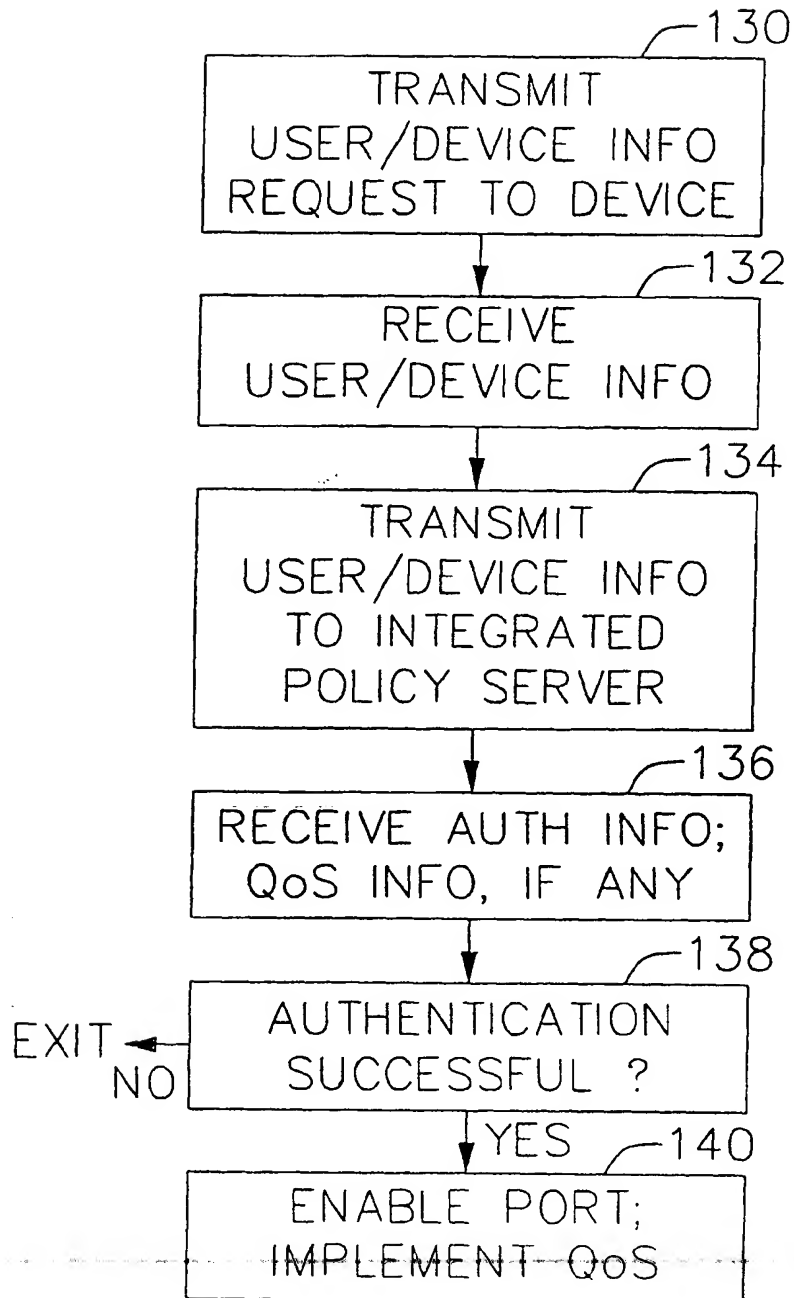 130
TRANSMIT
USER/DEVICE INFO
REQUEST TO DEVICE
132
RECEIVE
USER/DEVICE INFO
134
TRANSMIT
USER/DEVICE INFO
TO INTEGRATED
POLICY SERVER
136
RECEIVE AUTH INFO;
QoS INFO, IF ANY
138
AUTHENTICATION
SUCCESSFUL ?
EXIT
NO
YES
140
ENABLE PORT;
IMPLEMENT QoS